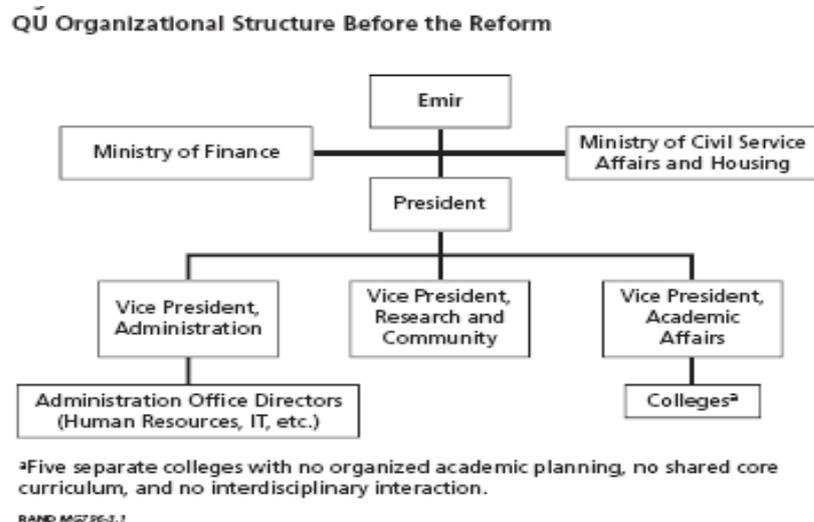 QU Organizational Structure Before the Reform
Emir
Ministry of Finance
Ministry of Civil Service
Affairs and Housing
President
Vice President,
Administration
Vice President,
Research and
Community
Vice President,
Academic
Affairs
Administration Office Directors
(Human Resources, IT, etc.)
Collegesᵃ
ᵃFive separate colleges with no organized academic planning, no shared core
curriculum, and no interdisciplinary interaction.
RAND